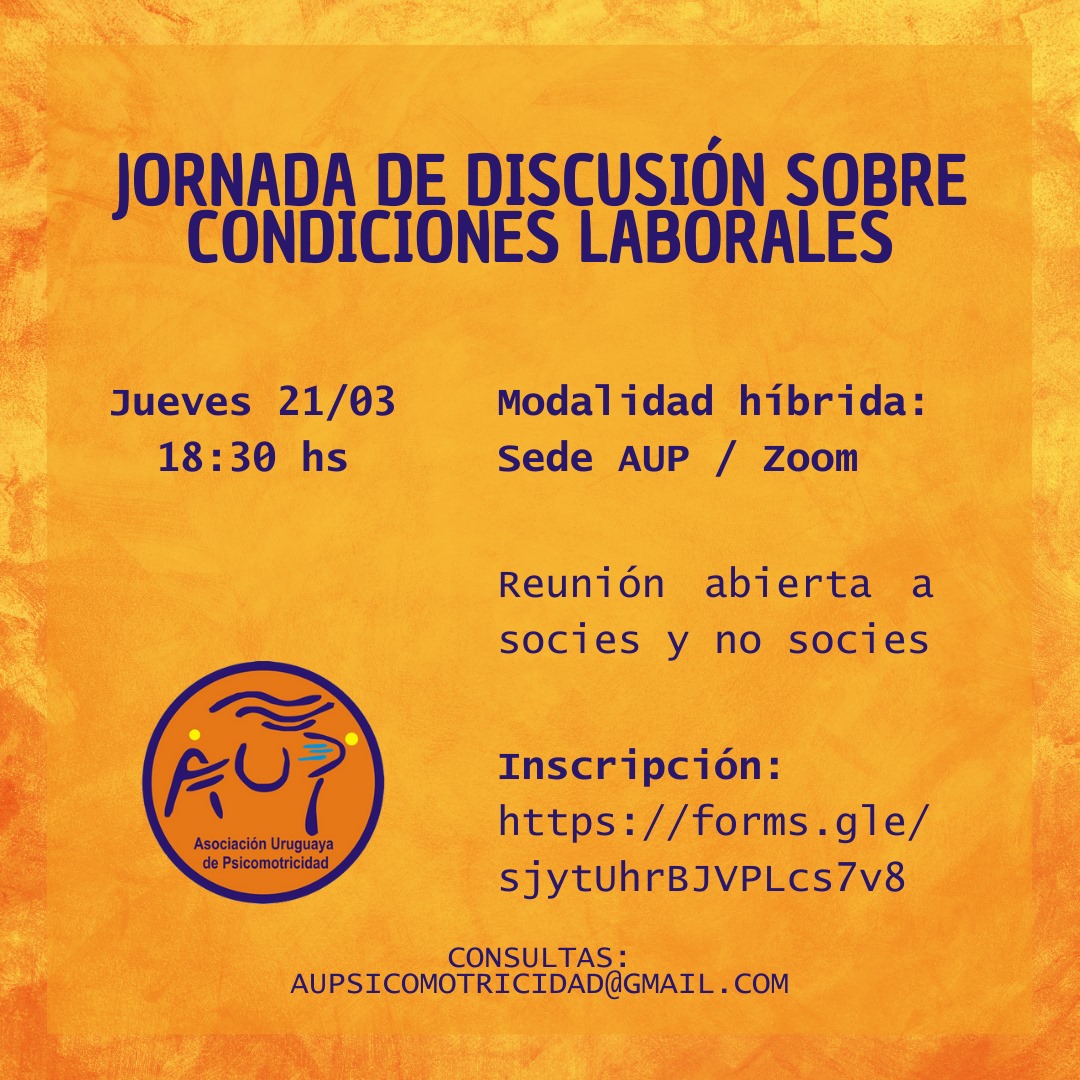 JORNADA DE DISCUSIÓN SOBRE
CONDICIONES LABORALES
Jueves 21/03
18:30 hs
Modalidad híbrida:
Sede AUP / Zoom
Reunión abierta a
socies y no socies
Inscripción:
https://forms.gle/
sjytUhrBJVPLcs7v8
AUP
Asociación Uruguaya
de Psicomotricidad
CONSULTAS:
AUPSICOMOTRICIDAD@GMAIL.COM